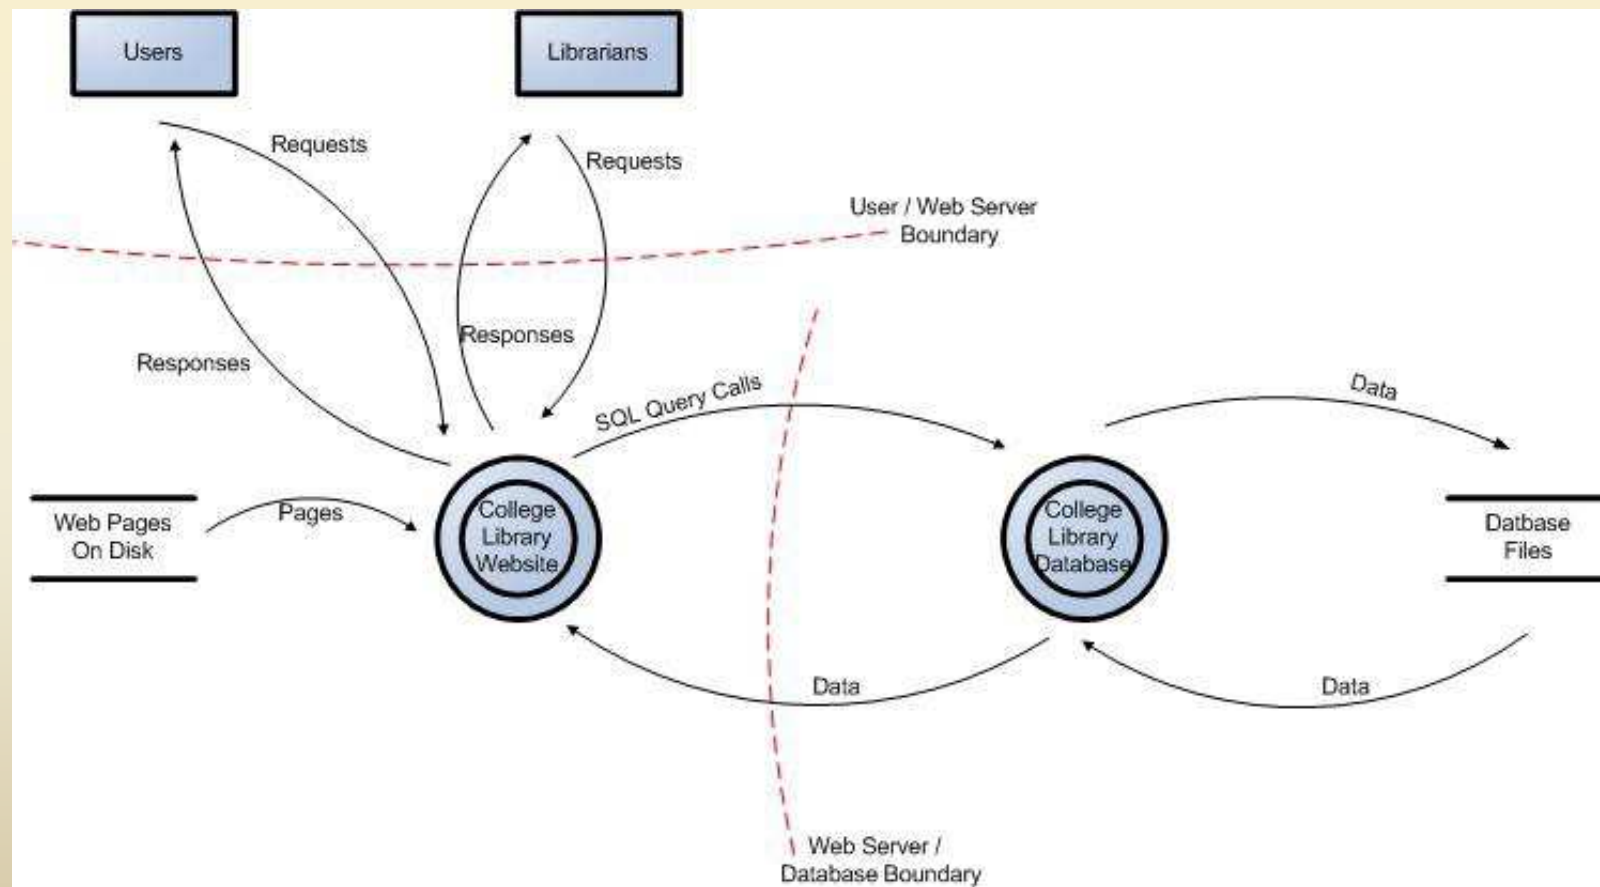 Users
Librarians
Requests
Requests
User / Web Server
Boundary
Responses
Responses
SQL Query Calls
Data
Web Pages
On Disk
Pages
College
Library
Website
College
Library
Database
Datbase
Files
Data
Data
Web Server /
Database Boundary